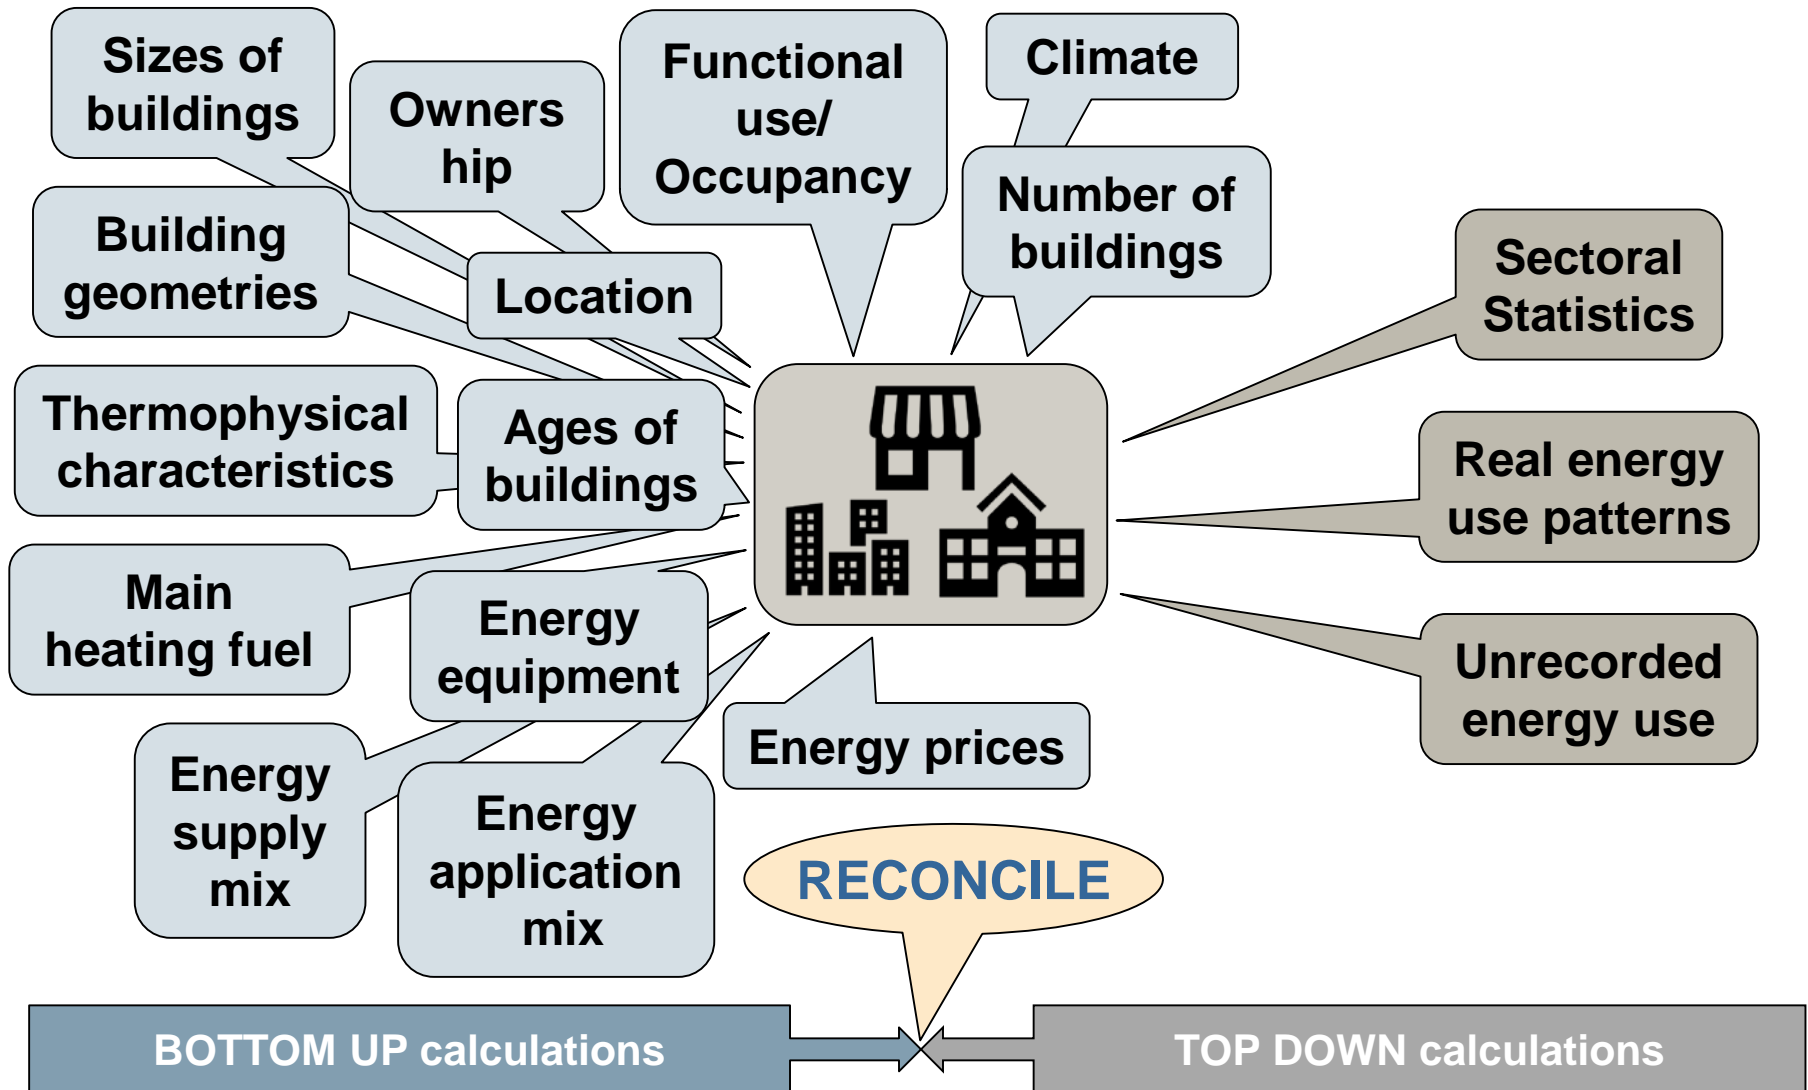 Sizes of
buildings
Owners
hip
Functional
use/
Occupancy
Climate
Building
geometries
Location
Number of
buildings
Sectoral
Statistics
Thermophysical
characteristics
Ages of
buildings
Real energy
use patterns
Main
heating fuel
Energy
equipment
Unrecorded
energy use
Energy
supply
mix
Energy
application
mix
Energy prices
RECONCILE
BOTTOM UP calculations
TOP DOWN calculations